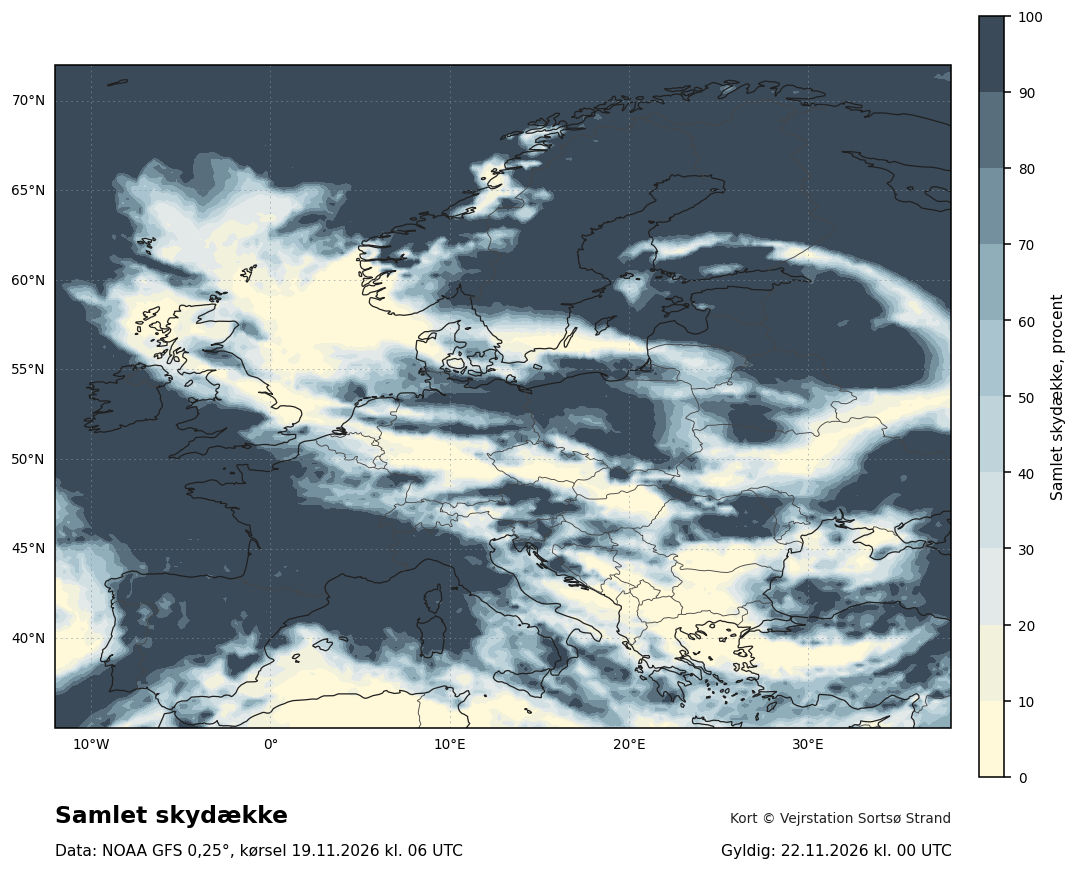 100
90
80
70
60
50
40
30
20
10
0
Samlet skydække, procent
70°N
65°N
60°N
55°N
50°N
45°N
40°N
10°W
0°
10°E
20°E
30°E
Samlet skydække
Kort © Vejrstation Sortsø Strand
Data: NOAA GFS 0,25°, kørsel 19.11.2026 kl. 06 UTC
Gyldig: 22.11.2026 kl. 00 UTC